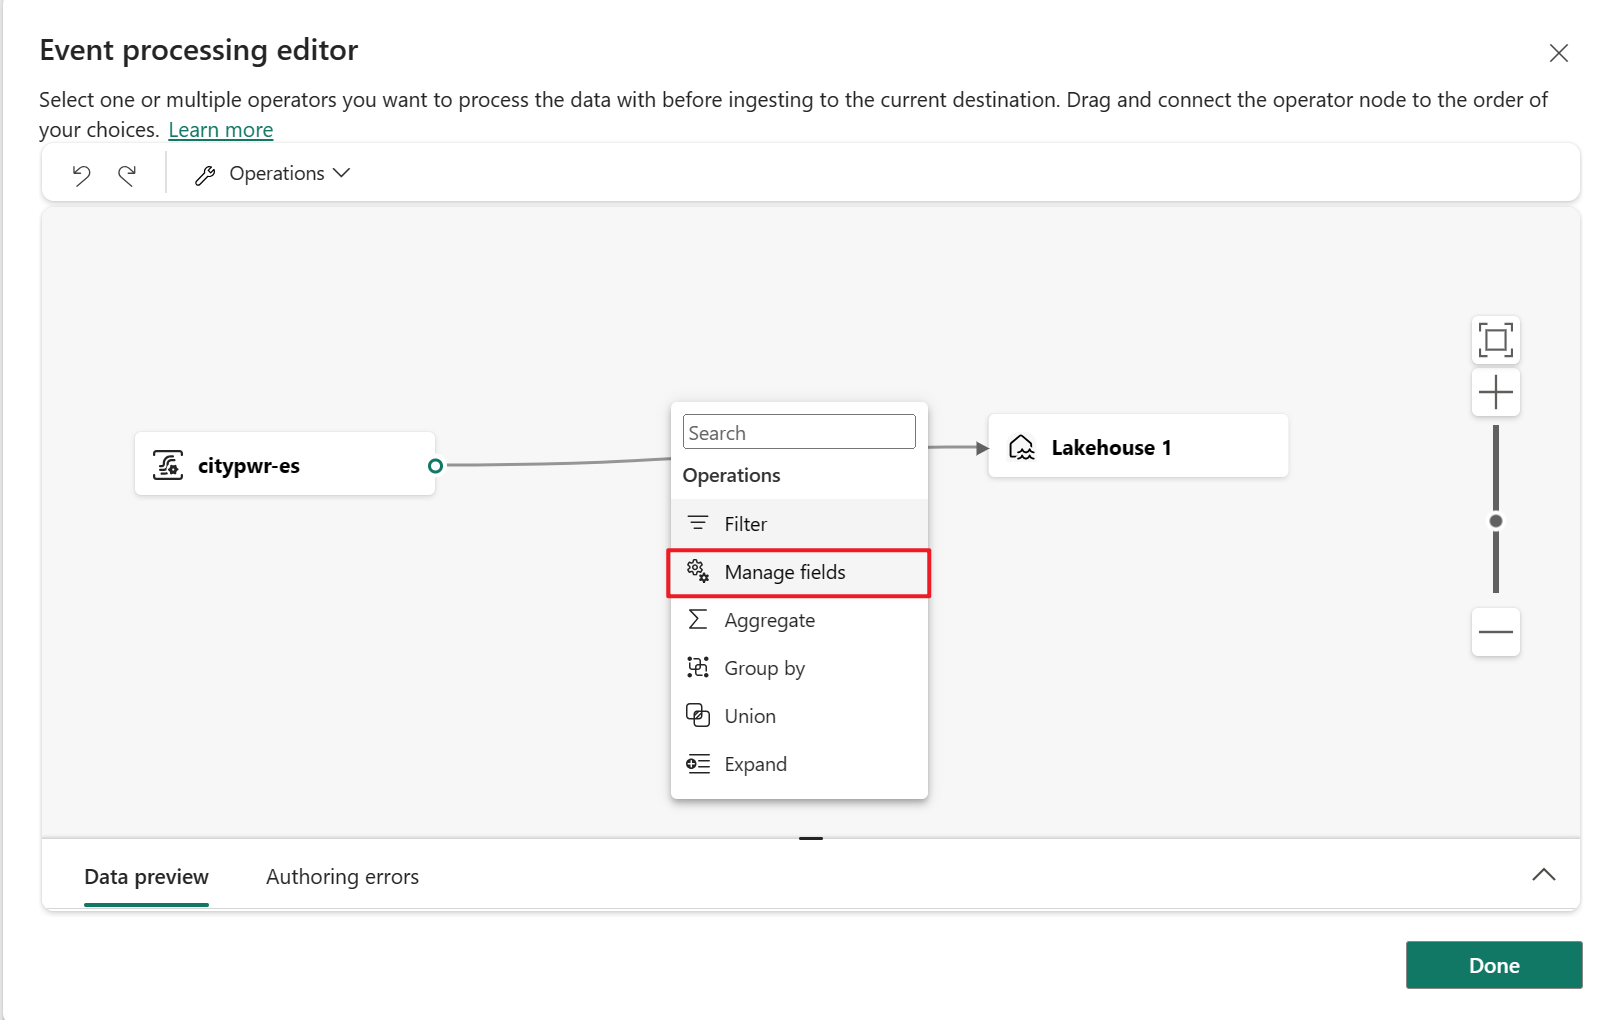 Event processing editor
Select one or multiple operators you want to process the data with before ingesting to the current destination. Drag and connect the operator node to the order of
your choices. Learn more
Operations
citypwr-es
Search
Operations
Filter
Manage fields
Aggregate
Group by
Union
Expand
Lakehouse 1
Data preview
Authoring errors
Done